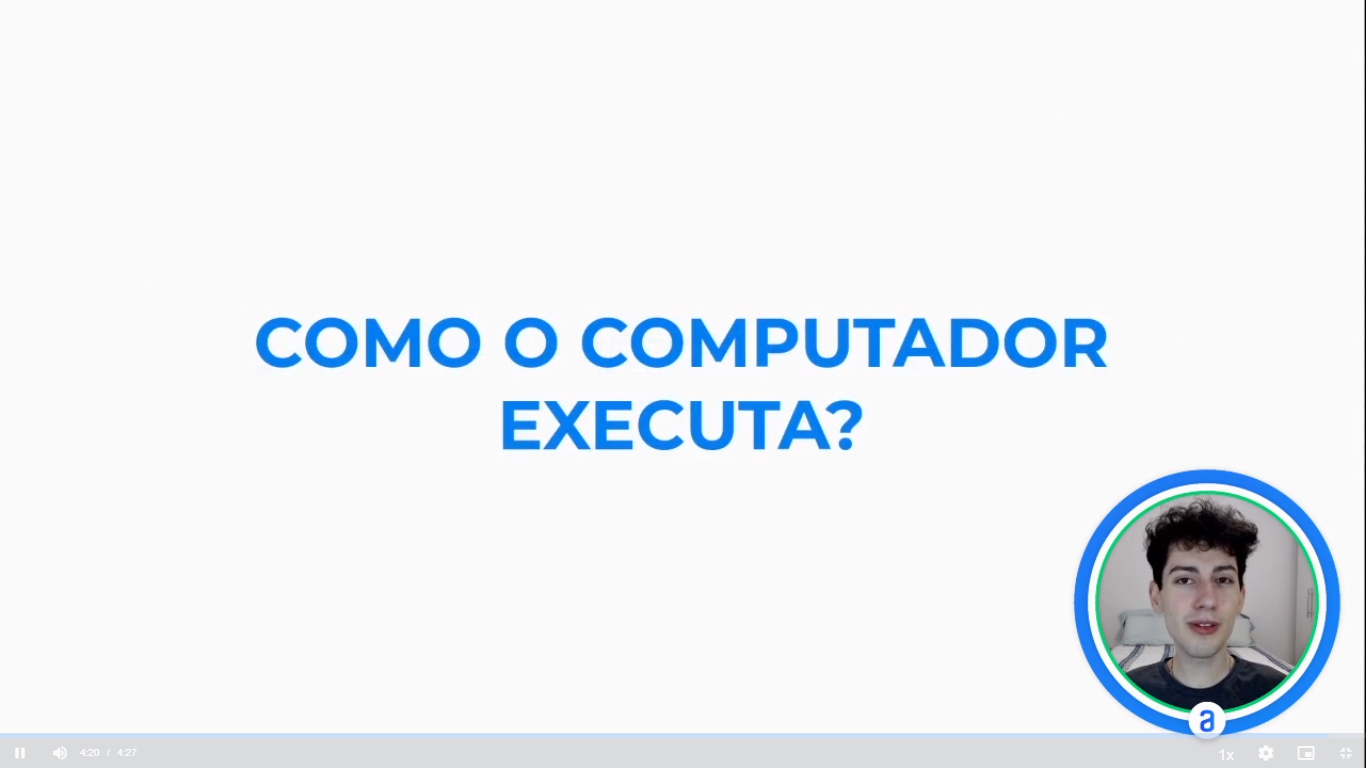 COMO O COMPUTADOR
EXECUTA?
a
4:20 / 4:27
1x